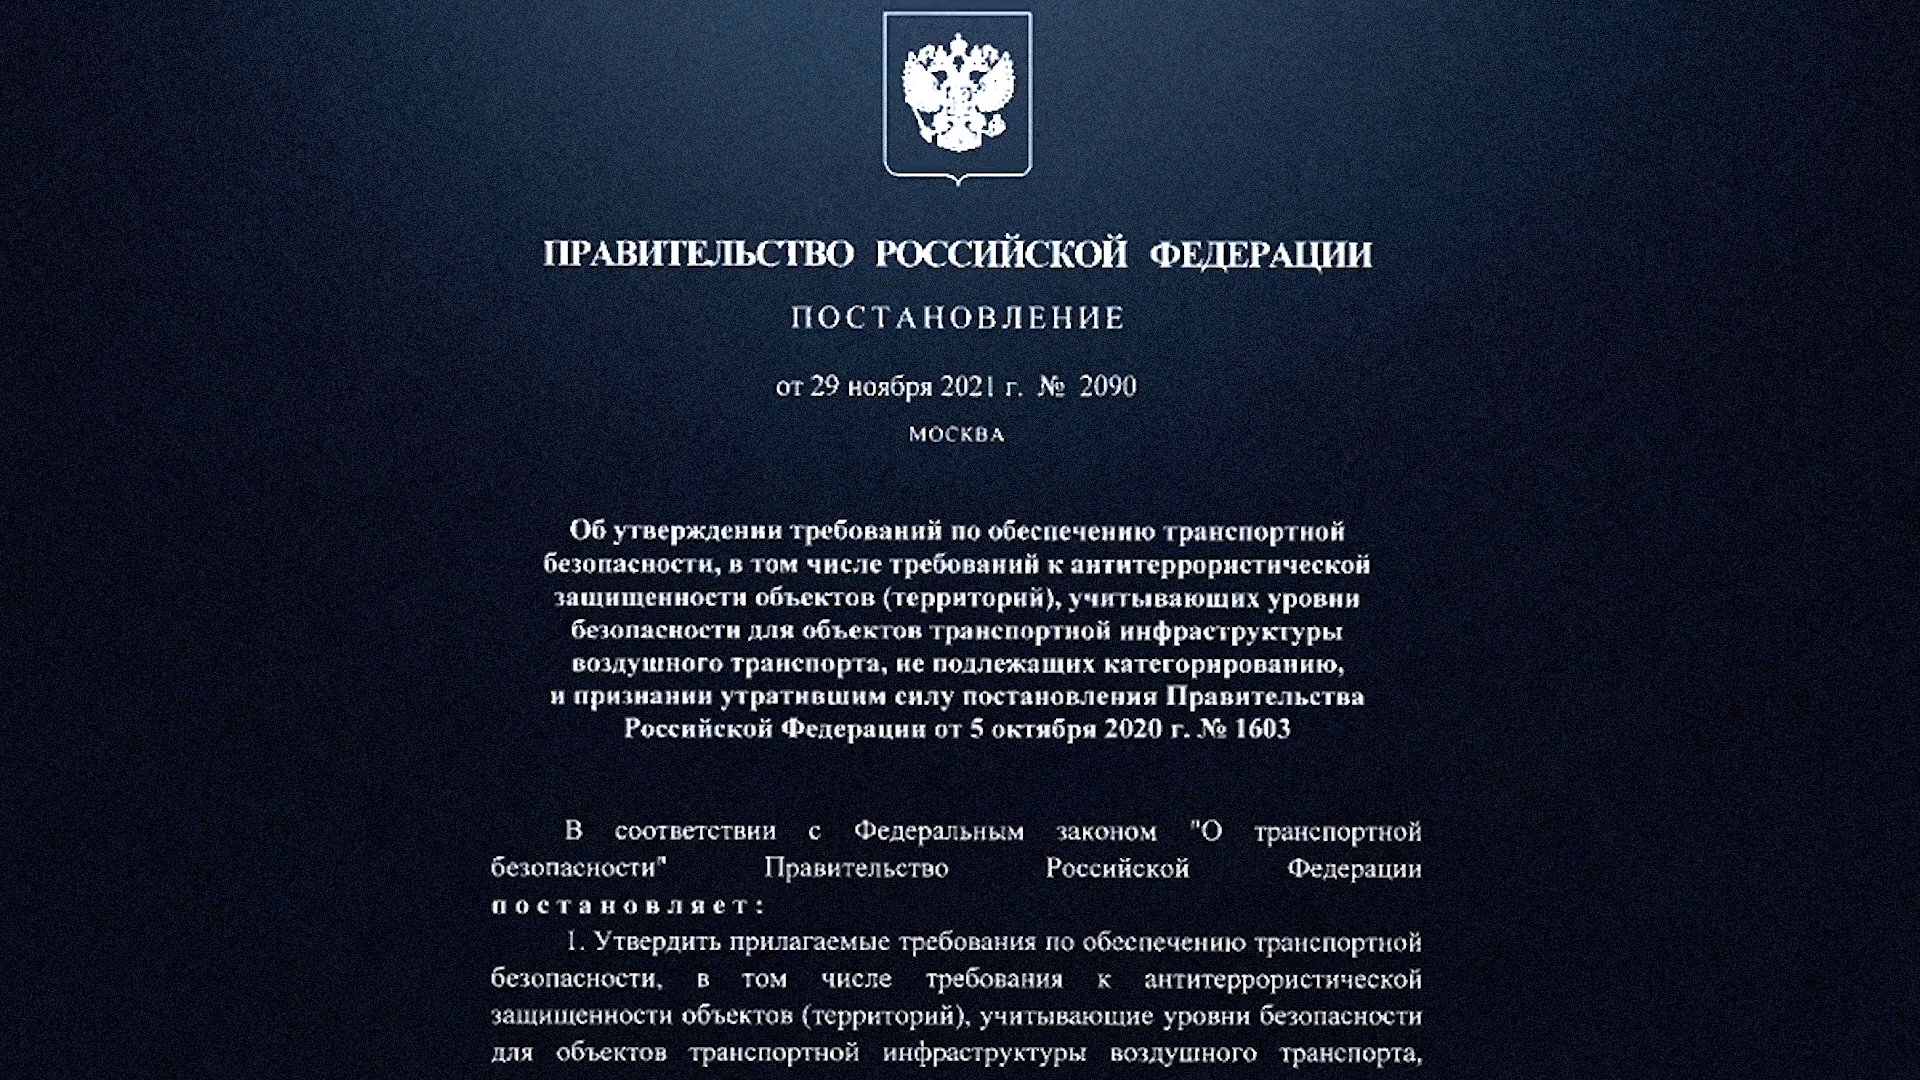 ПРАВИТЕЛЬСТВО РОССИЙСКОЙ ФЕДЕРАЦИИ
ПОСТАНОВЛЕНИЕ
от 29 ноября 2021 г. № 2090
МОСКВА
Об утверждении требований по обеспечению транспортной
безопасности, в том числе требований к антитеррористической
защищенности объектов (территорий), учитывающих уровни
безопасности для объектов транспортной инфраструктуры
воздушного транспорта, не подлежащих категорированию,
и признании утратившим силу постановления Правительства
Российской Федерации от 5 октября 2020 г. № 1603
В соответствии с Федеральным законом "О транспортной
безопасности" Правительство Российской Федерации
постановляет:
1. Утвердить прилагаемые требования по обеспечению транспортной
безопасности, в том числе требования к антитеррористической
защищенности объектов (территорий), учитывающие уровни безопасности
для объектов транспортной инфраструктуры воздушного транспорта,